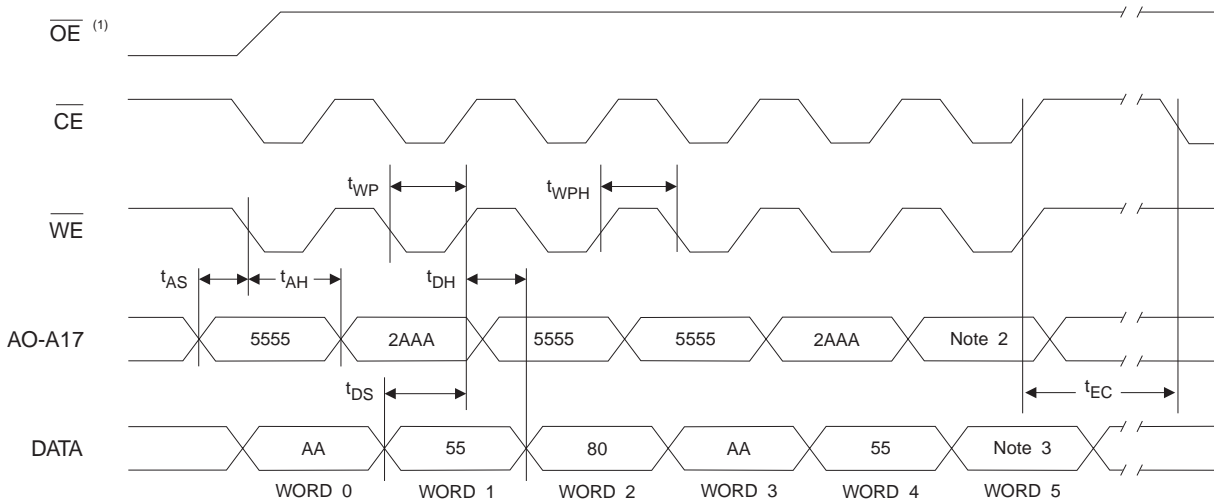 OE (1)
CE
tWP
tWPH
WE
tAS
tAH
tDH
AO-A17
5555
2AAA
5555
5555
2AAA
Note 2
tDS
tEC
DATA
AA
55
80
AA
55
Note 3
WORD 0
WORD 1
WORD 2
WORD 3
WORD 4
WORD 5